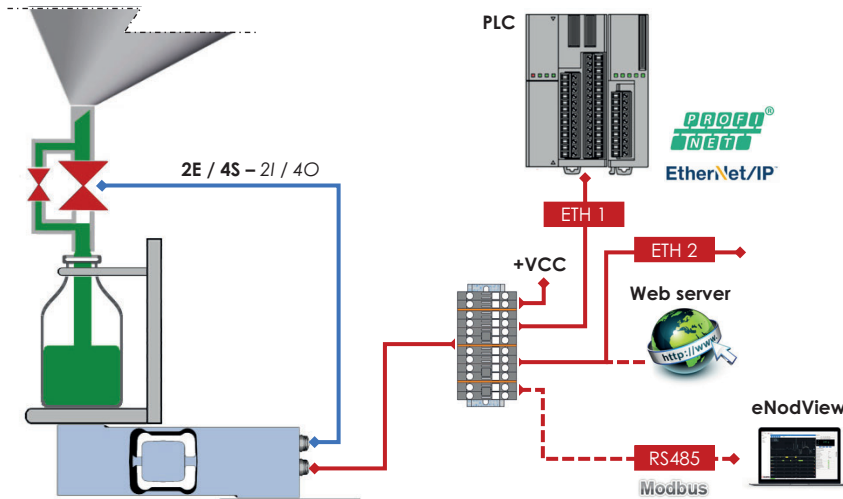 PLC
PROFI
NET®
EtherNet/IP™
2E / 4S – 2I / 4O
ETH 1
ETH 2
+VCC
Web server
http://www.
eNodView
RS485
Modbus